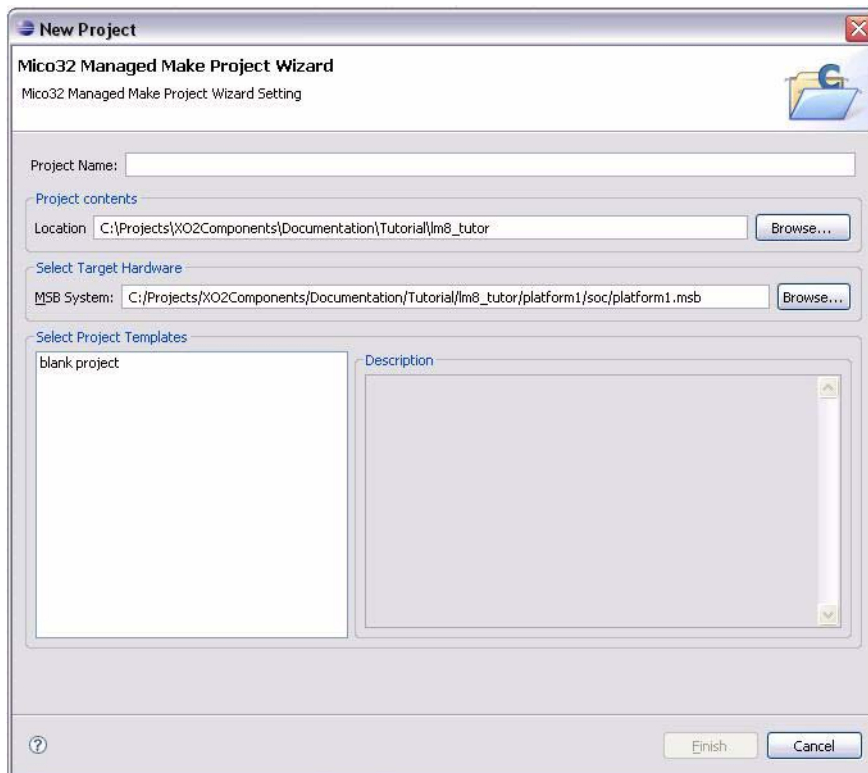 New Project
Mico32 Managed Make Project Wizard
Mico32 Managed Make Project Wizard Setting
Project Name:
Project contents
Location C:\Projects\XO2Components\Documentation\Tutorial\lm8_tutor Browse...
Select Target Hardware
MSB System: C:/Projects/XO2Components/Documentation/Tutorial/lm8_tutor/platform1/soc/platform1.msb Browse...
Select Project Templates
blank project
Description
Finish Cancel